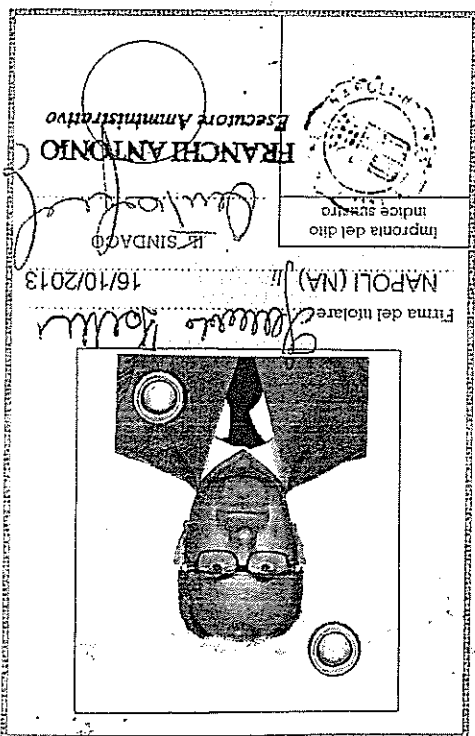 Firma del titolare
NAPOLI (NA) li 16/10/2013
IL SINDACO
Impronta del dito
indice sinistro
FRANCHI ANTONIO
Esecutore Amministrativo
NAPOLI